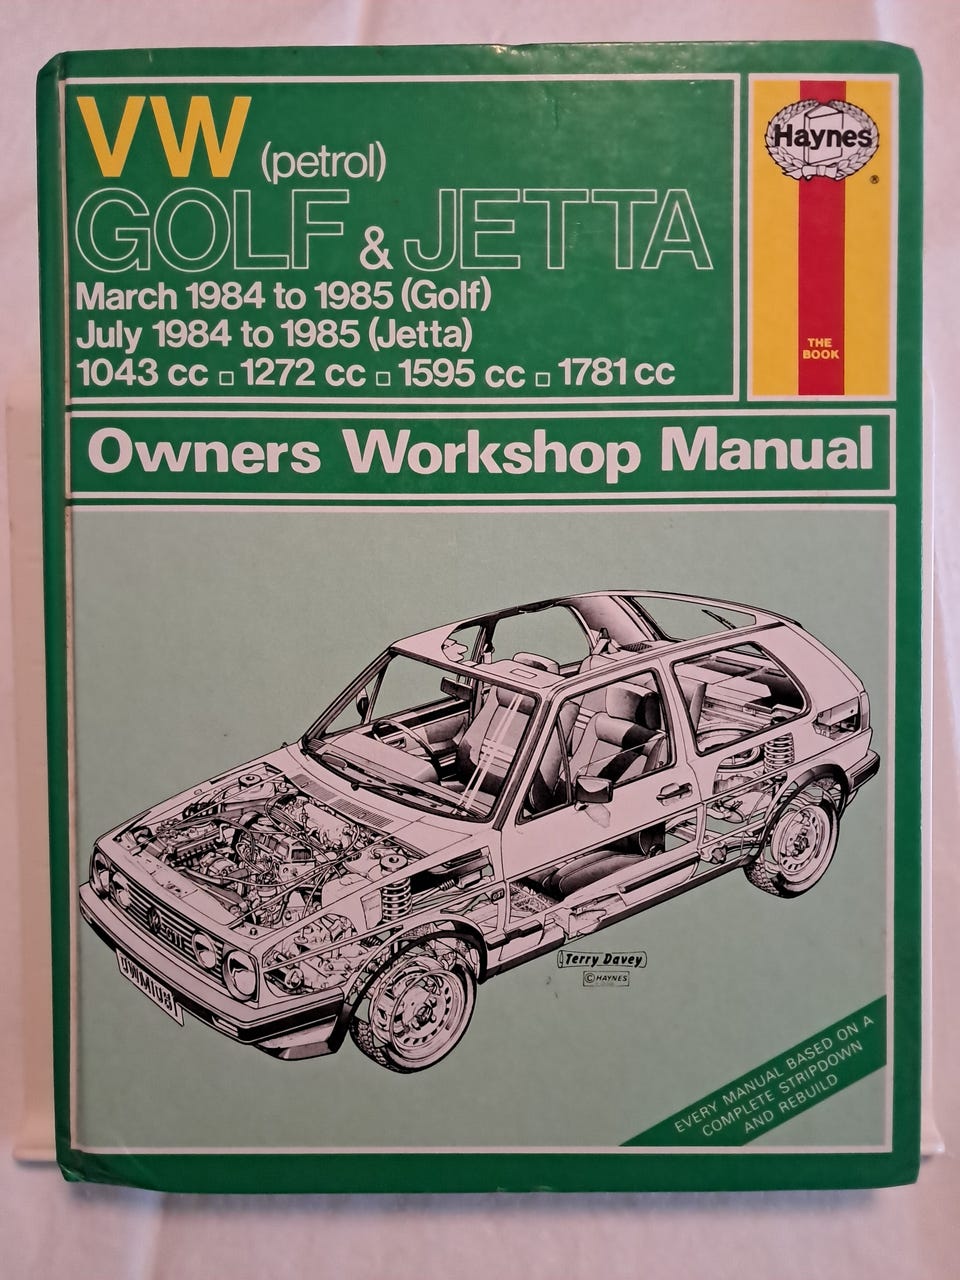 VW (petrol)
GOLF & JETTA
March 1984 to 1985 (Golf)
July 1984 to 1985 (Jetta)
1043 cc □ 1272 cc □ 1595 cc □ 1781 cc
Haynes
®
THE
BOOK
Owners Workshop Manual
GTI
Terry Davey
© HAYNES
EVERY MANUAL BASED ON A
COMPLETE STRIPDOWN
AND REBUILD